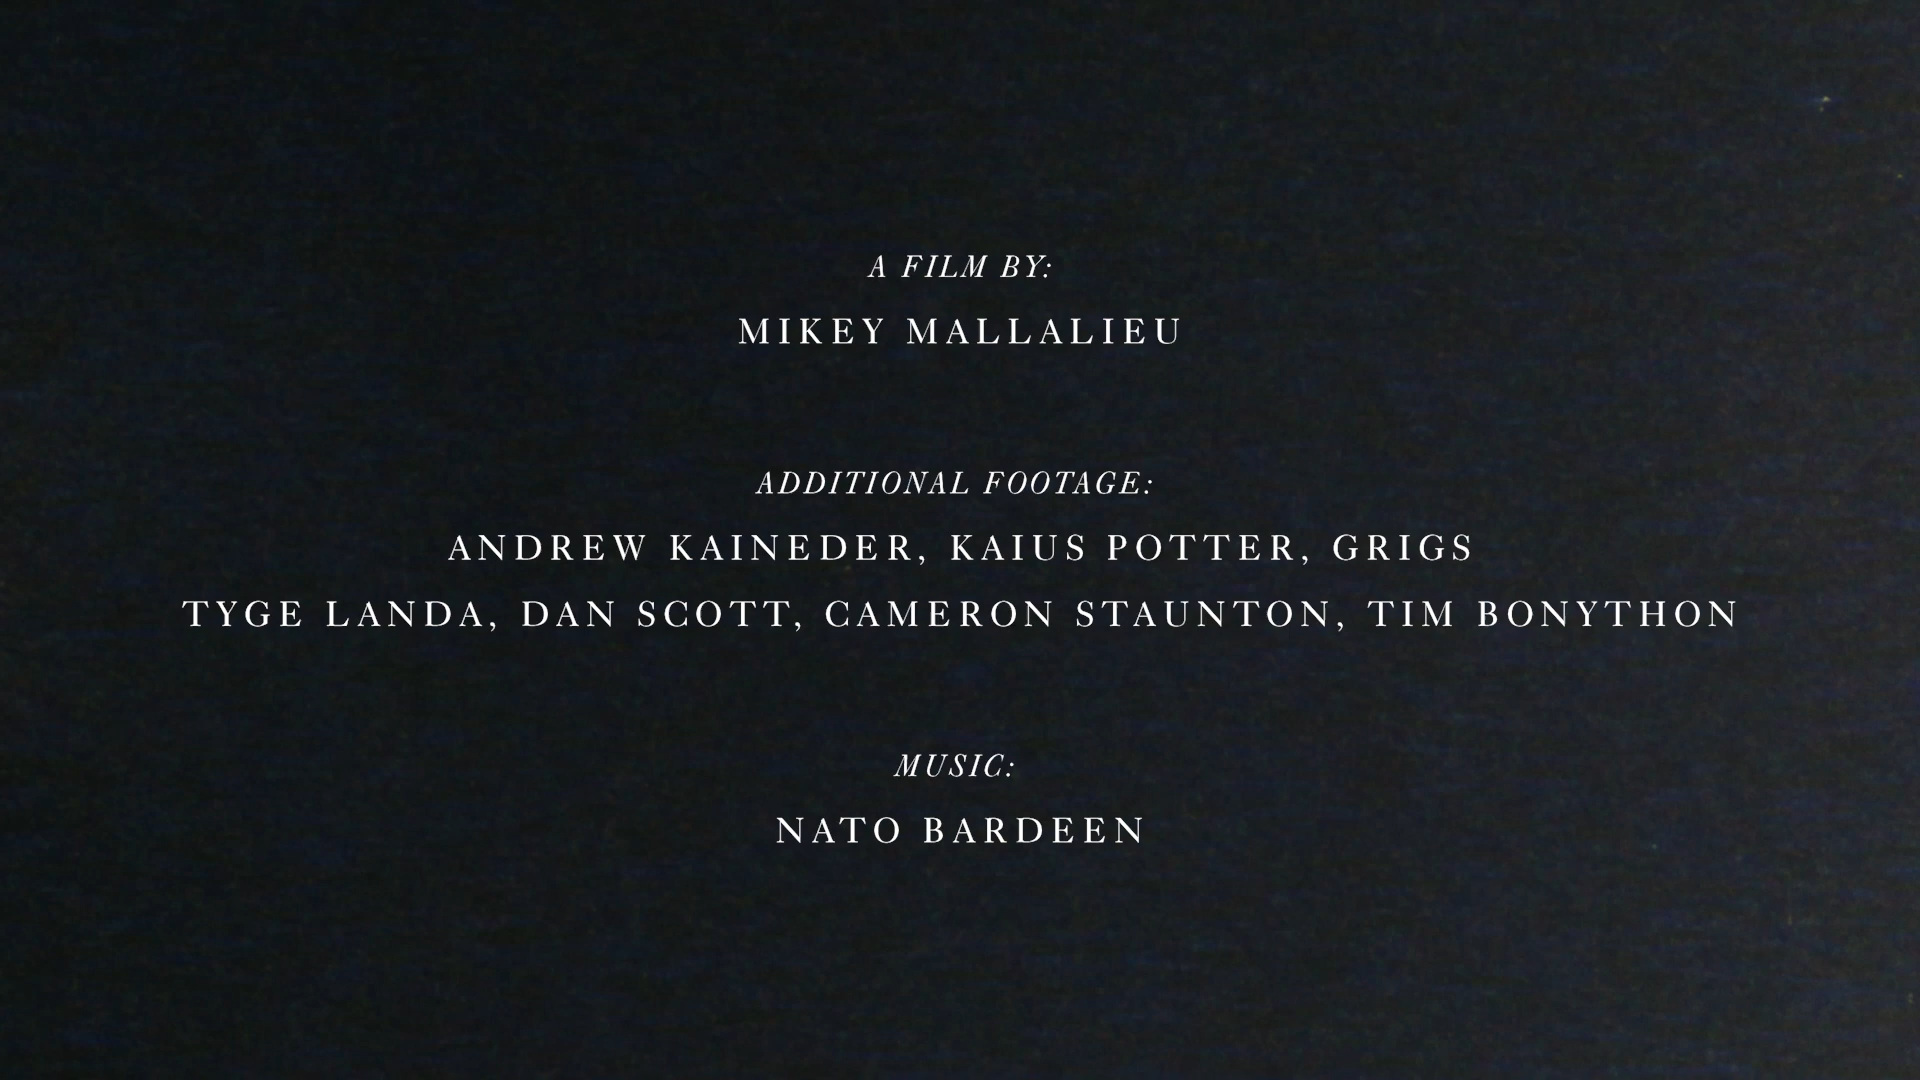 A FILM BY:
MIKEY MALLALIEU
ADDITIONAL FOOTAGE:
ANDREW KAINEDER, KAIUS POTTER, GRIGS
TYGE LANDA, DAN SCOTT, CAMERON STAUNTON, TIM BONYTHON
MUSIC:
NATO BARDEEN